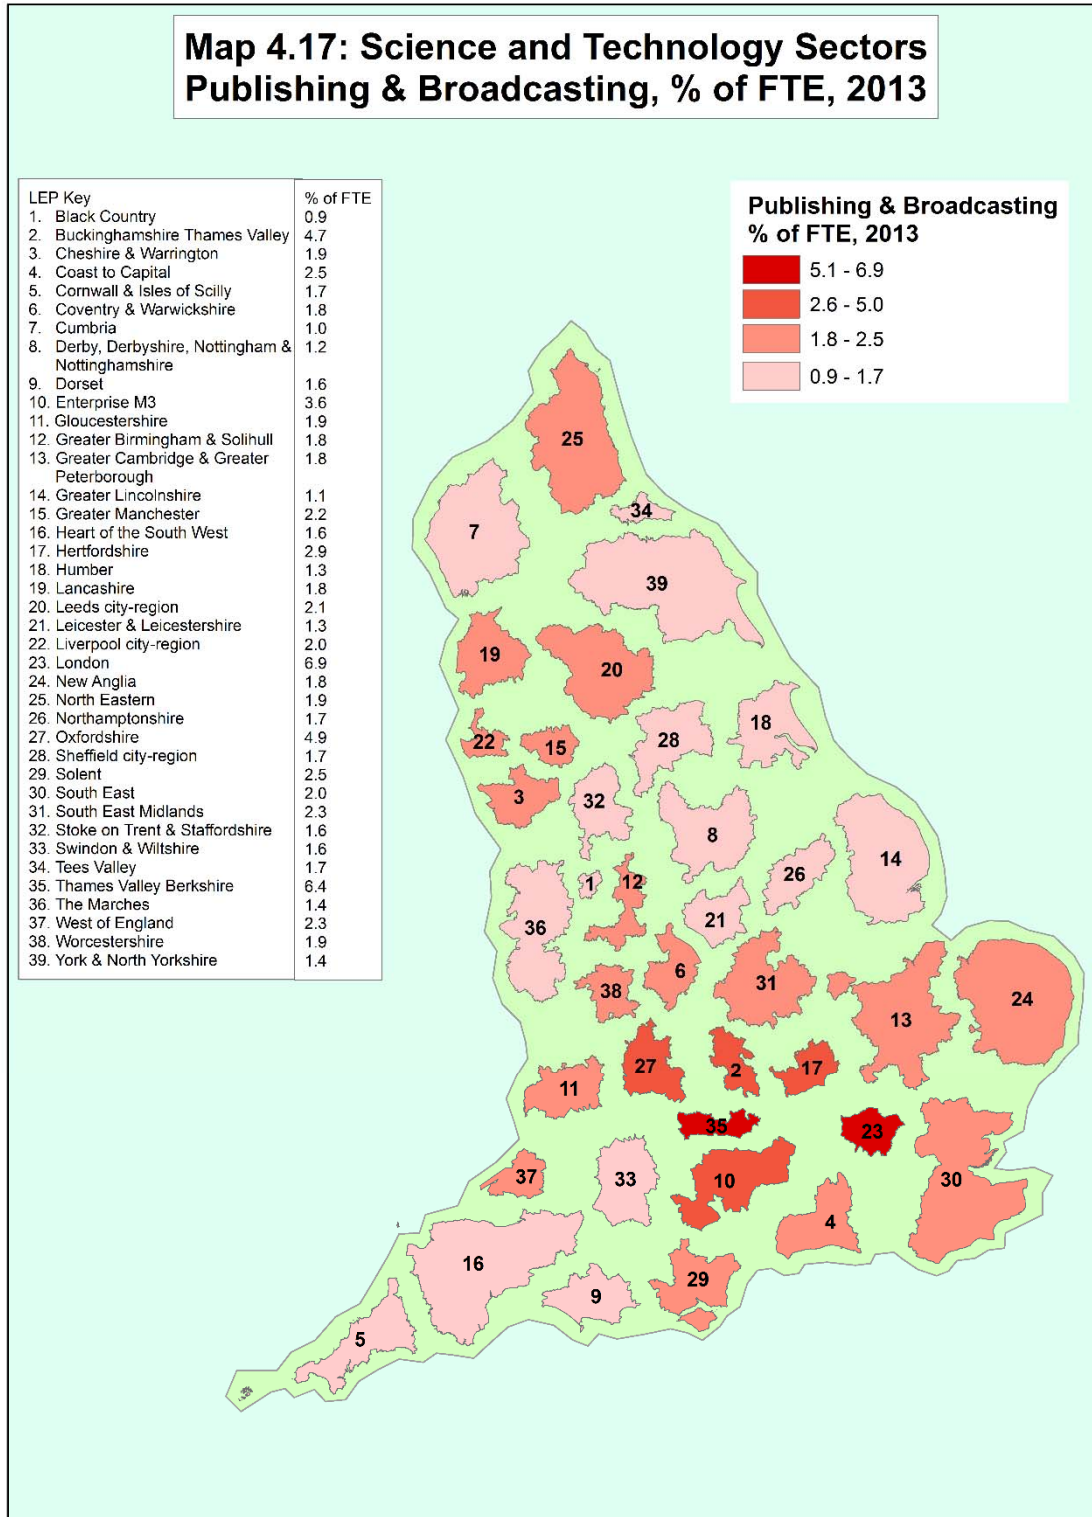 Map 4.17: Science and Technology Sectors
Publishing & Broadcasting, % of FTE, 2013
LEP Key % of FTE
1. Black Country 0.9
2. Buckinghamshire Thames Valley 4.7
3. Cheshire & Warrington 1.9
4. Coast to Capital 2.5
5. Cornwall & Isles of Scilly 1.7
6. Coventry & Warwickshire 1.8
7. Cumbria 1.0
8. Derby, Derbyshire, Nottingham & 1.2
Nottinghamshire
9. Dorset 1.6
10. Enterprise M3 3.6
11. Gloucestershire 1.9
12. Greater Birmingham & Solihull 1.8
13. Greater Cambridge & Greater 1.8
Peterborough
14. Greater Lincolnshire 1.1
15. Greater Manchester 2.2
16. Heart of the South West 1.6
17. Hertfordshire 2.9
18. Humber 1.3
19. Lancashire 1.8
20. Leeds city-region 2.1
21. Leicester & Leicestershire 1.3
22. Liverpool city-region 2.0
23. London 6.9
24. New Anglia 1.8
25. North Eastern 1.9
26. Northamptonshire 1.7
27. Oxfordshire 4.9
28. Sheffield city-region 1.7
29. Solent 2.5
30. South East 2.0
31. South East Midlands 2.3
32. Stoke on Trent & Staffordshire 1.6
33. Swindon & Wiltshire 1.6
34. Tees Valley 1.7
35. Thames Valley Berkshire 6.4
36. The Marches 1.4
37. West of England 2.3
38. Worcestershire 1.9
39. York & North Yorkshire 1.4
Publishing & Broadcasting
% of FTE, 2013
5.1 - 6.9
2.6 - 5.0
1.8 - 2.5
0.9 - 1.7
25
34
7
39
19
20
18
28
22
15
3
32
8
14
26
1
12
21
36
6
31
38
24
13
27
2
17
11
35
23
37
33
10
30
4
16
29
9
5